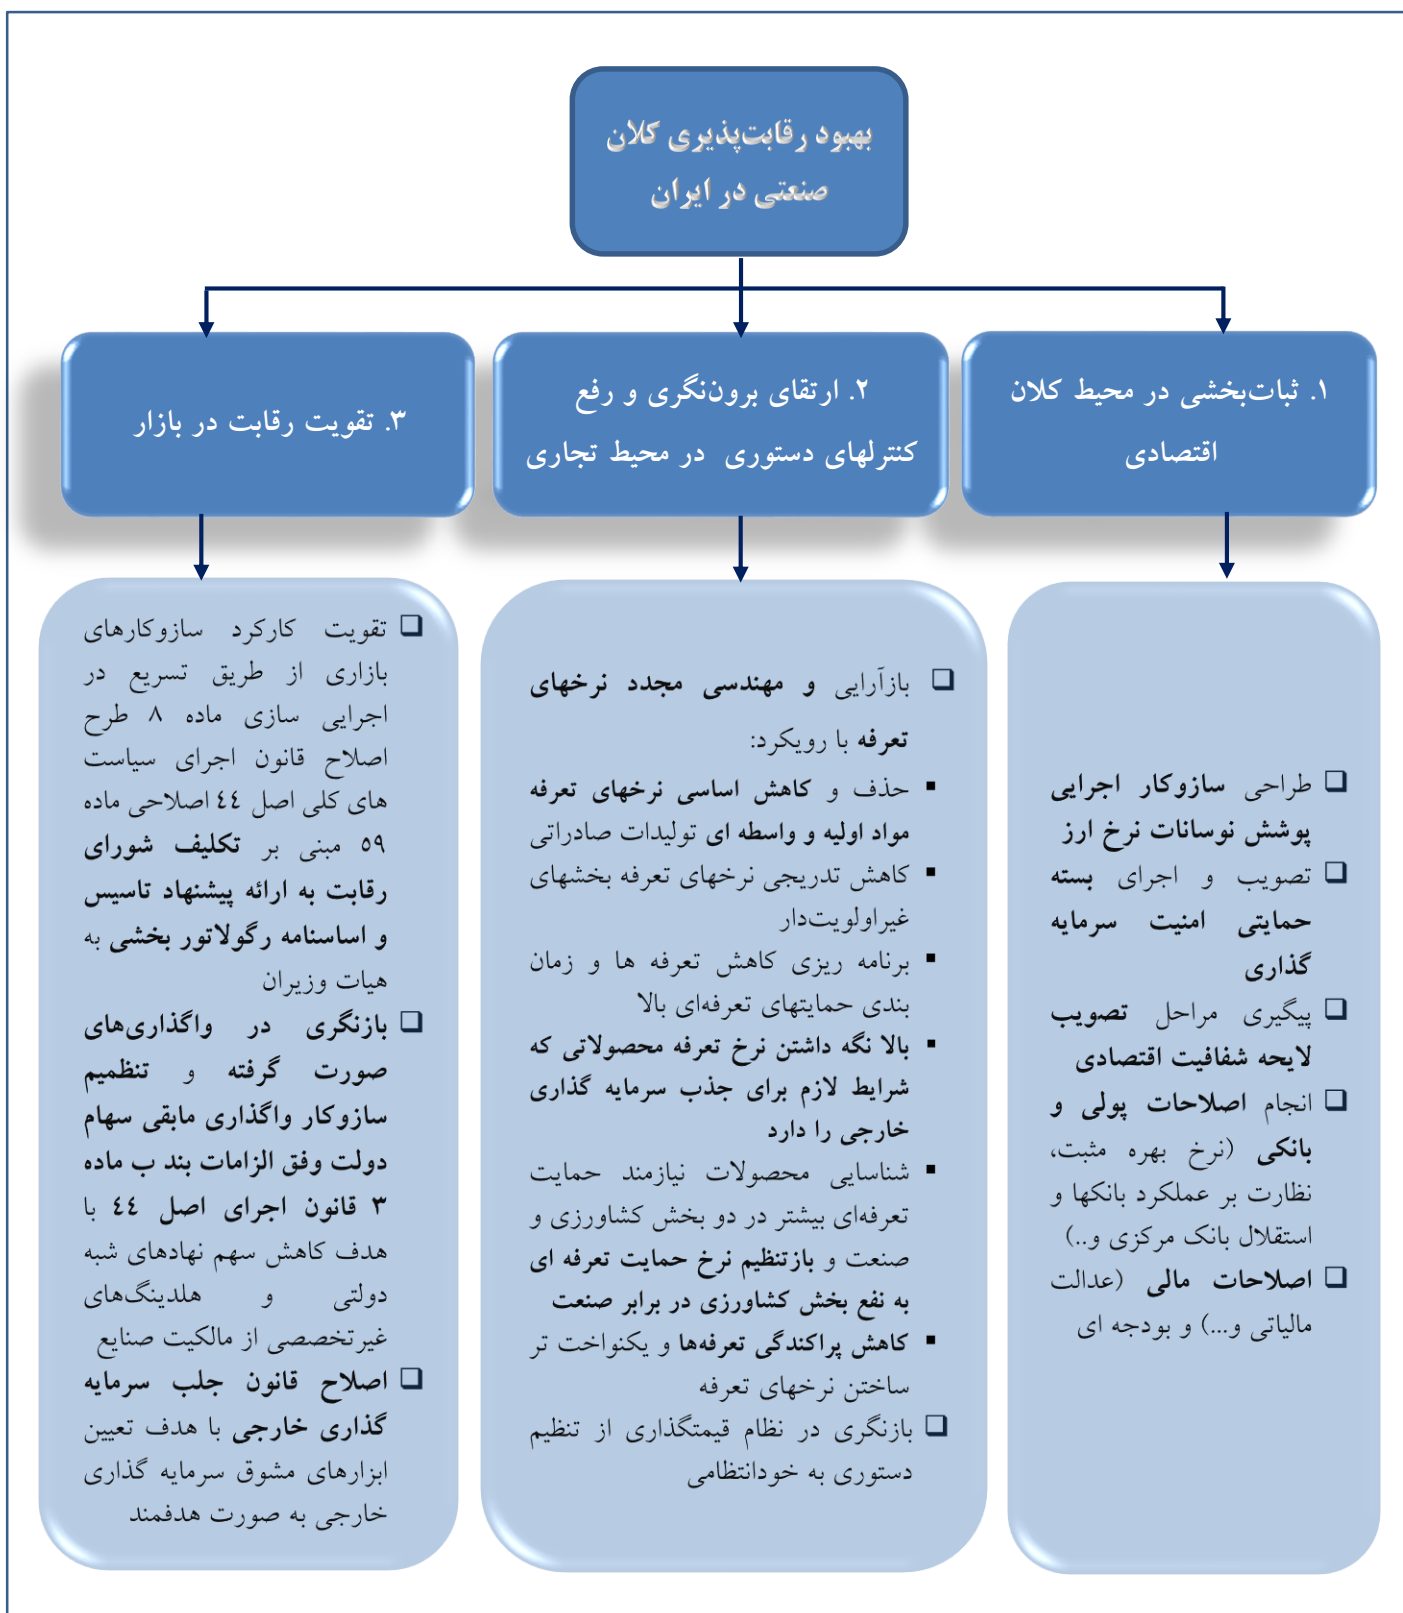 بهبود رقابت‌پذیری کلان
صنعتی در ایران
۱. ثبات‌بخشی در محیط کلان
اقتصادی
۲. ارتقای برون‌نگری و رفع
کنترلهای دستوری در محیط تجاری
۳. تقویت رقابت در بازار
❑ طراحی سازوکار اجرایی
پوشش نوسانات نرخ ارز
❑ تصویب و اجرای بسته
حمایتی امنیت سرمایه
گذاری
❑ پیگیری مراحل تصویب
لایحه شفافیت اقتصادی
❑ انجام اصلاحات پولی و
بانکی (نرخ بهره مثبت،
نظارت بر عملکرد بانکها و
استقلال بانک مرکزی و..)
❑ اصلاحات مالی (عدالت
مالیاتی و...) و بودجه ای
❑ بازآرایی و مهندسی مجدد نرخهای
تعرفه با رویکرد:
▪ حذف و کاهش اساسی نرخهای تعرفه
مواد اولیه و واسطه ای تولیدات صادراتی
▪ کاهش تدریجی نرخهای تعرفه بخشهای
غیراولویت‌دار
▪ برنامه ریزی کاهش تعرفه ها و زمان
بندی حمایتهای تعرفه‌ای بالا
▪ بالا نگه داشتن نرخ تعرفه محصولاتی که
شرایط لازم برای جذب سرمایه گذاری
خارجی را دارد
▪ شناسایی محصولات نیازمند حمایت
تعرفه‌ای بیشتر در دو بخش کشاورزی و
صنعت و بازتنظیم نرخ حمایت تعرفه ای
به نفع بخش کشاورزی در برابر صنعت
▪ کاهش پراکندگی تعرفه‌ها و یکنواخت تر
ساختن نرخهای تعرفه
❑ بازنگری در نظام قیمتگذاری از تنظیم
دستوری به خودانتظامی
❑ تقویت کارکرد سازوکارهای
بازاری از طریق تسریع در
اجرایی سازی ماده ۸ طرح
اصلاح قانون اجرای سیاست
های کلی اصل ٤٤ اصلاحی ماده
٥٩ مبنی بر تکلیف شورای
رقابت به ارائه پیشنهاد تاسیس
و اساسنامه رگولاتور بخشی به
هیات وزیران
❑ بازنگری در واگذاری‌های
صورت گرفته و تنظمیم
سازوکار واگذاری مابقی سهام
دولت وفق الزامات بند ب ماده
۳ قانون اجرای اصل ٤٤ با
هدف کاهش سهم نهادهای شبه
دولتی و هلدینگ‌های
غیرتخصصی از مالکیت صنایع
❑ اصلاح قانون جلب سرمایه
گذاری خارجی با هدف تعیین
ابزارهای مشوق سرمایه گذاری
خارجی به صورت هدفمند